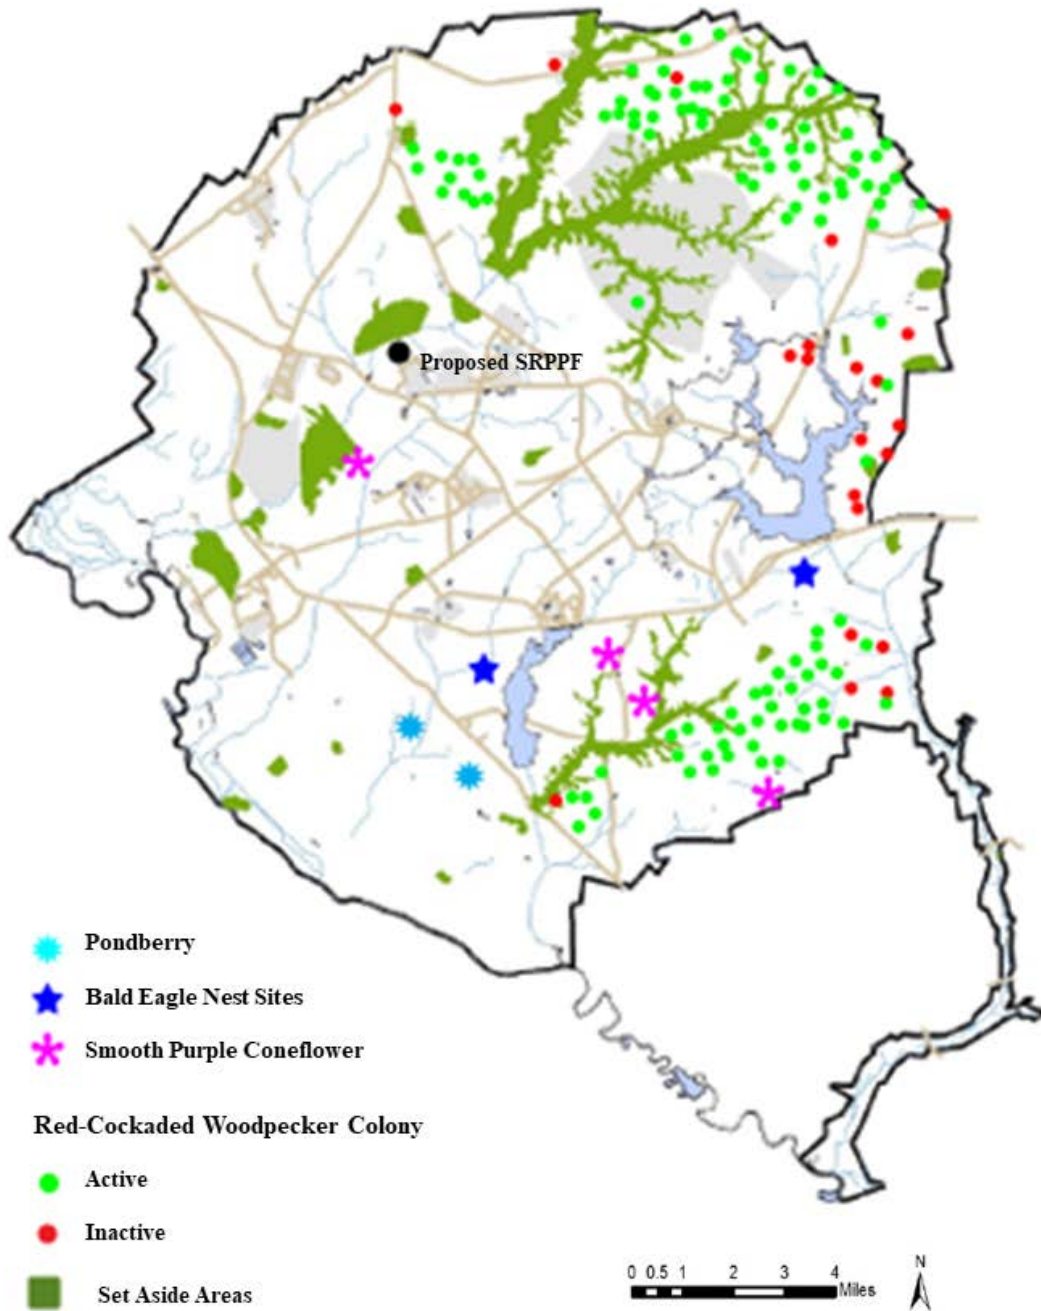 Proposed SRPPF
Pondberry
Bald Eagle Nest Sites
Smooth Purple Coneflower
Red-Cockaded Woodpecker Colony
Active
Inactive
Set Aside Areas
0 0.5 1 2 3 4
Miles
N